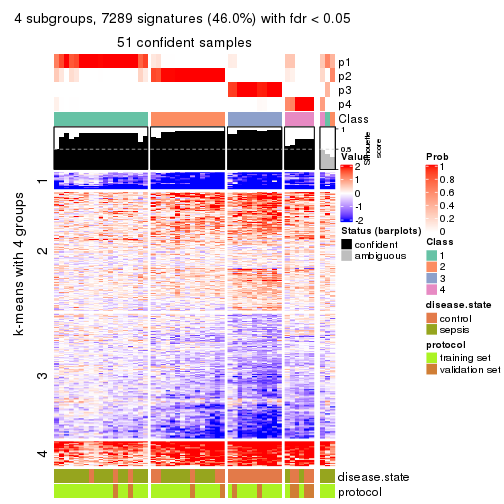 4 subgroups, 7289 signatures (46.0%) with fdr < 0.05
51 confident samples
p1
p2
p3
p4
Class
1
0.5
Silhouette
score
k-means with 4 groups
1
2
3
4
disease.state
protocol
Value
2
1
0
-1
-2
Status (barplots)
confident
ambiguous
Prob
1
0.8
0.6
0.4
0.2
0
Class
1
2
3
4
disease.state
control
sepsis
protocol
training set
validation set